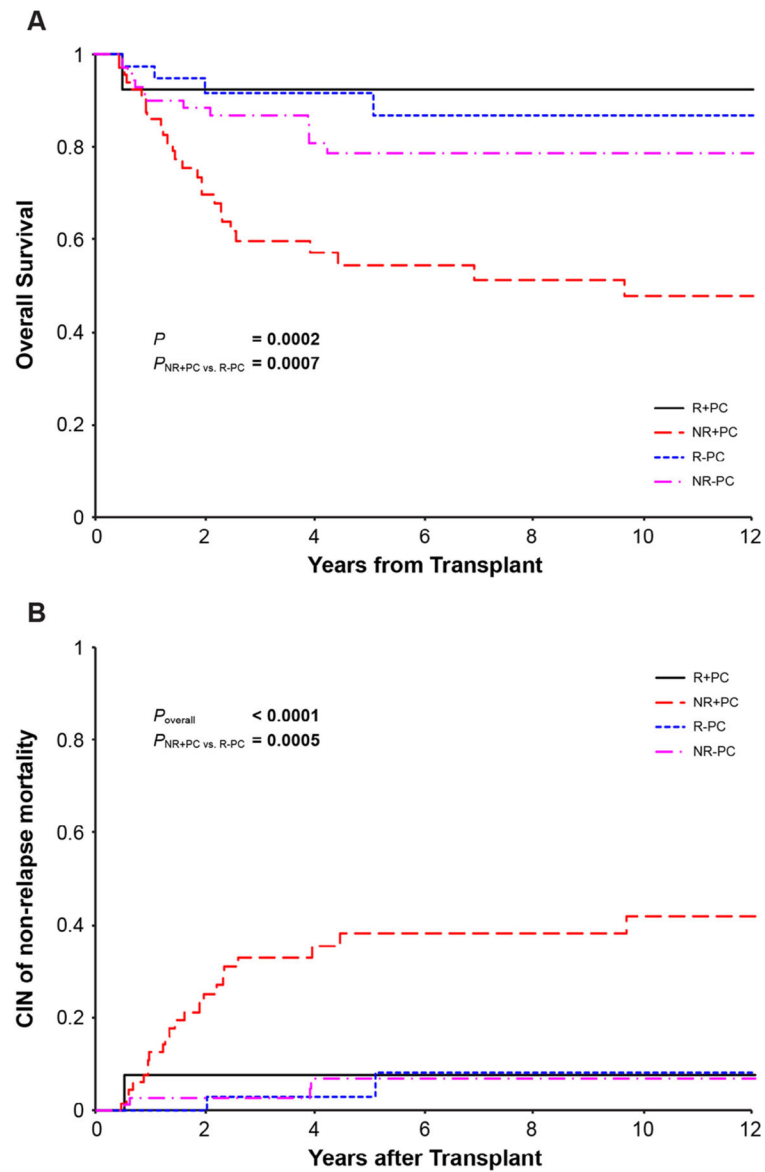 A
1
0.8
0.6
0.4
0.2
0
Overall Survival
P = 0.0002
PNR+PC vs. R-PC = 0.0007
R+PC
NR+PC
R-PC
NR-PC
0 2 4 6 8 10 12
Years from Transplant
B
1
0.8
0.6
0.4
0.2
0
CIN of non-relapse mortality
Poverall < 0.0001
PNR+PC vs. R-PC = 0.0005
R+PC
NR+PC
R-PC
NR-PC
0 2 4 6 8 10 12
Years after Transplant